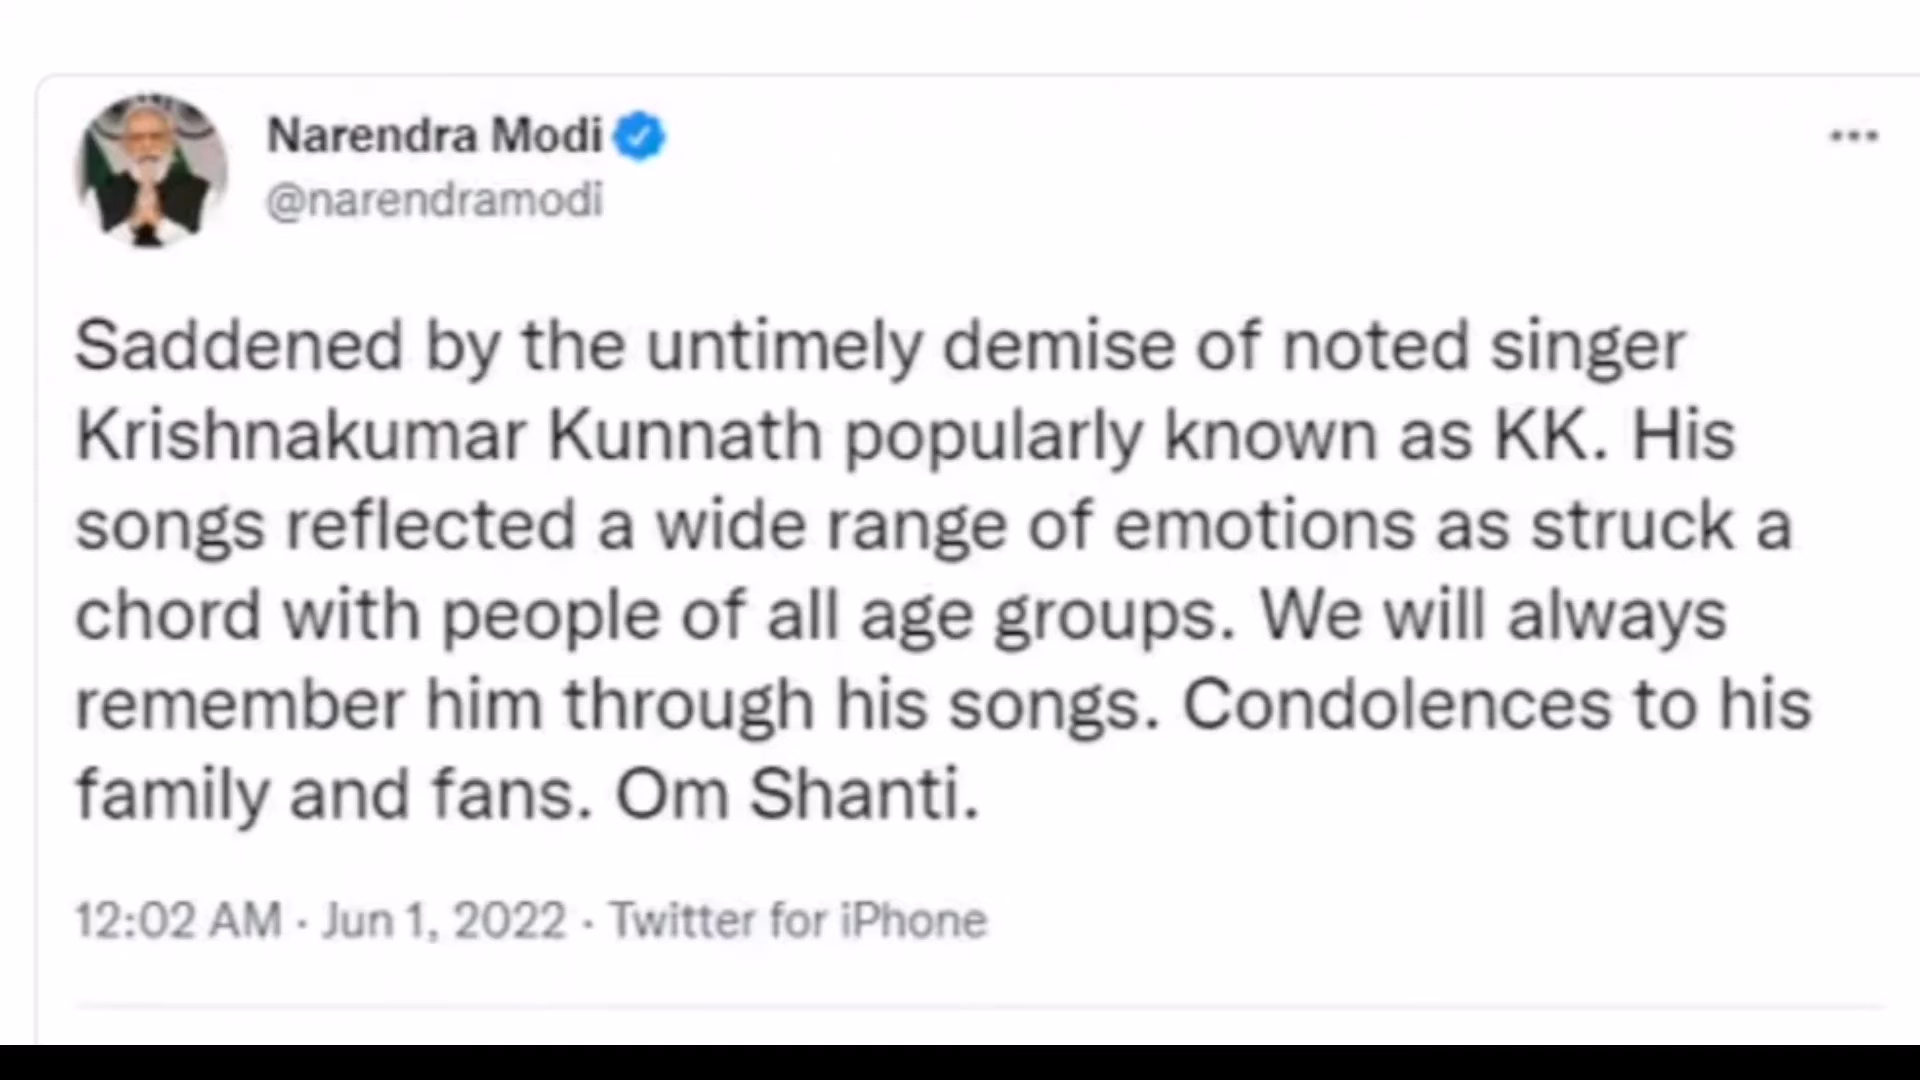 Narendra Modi
@narendramodi
Saddened by the untimely demise of noted singer
Krishnakumar Kunnath popularly known as KK. His
songs reflected a wide range of emotions as struck a
chord with people of all age groups. We will always
remember him through his songs. Condolences to his
family and fans. Om Shanti.
12:02 AM · Jun 1, 2022 · Twitter for iPhone